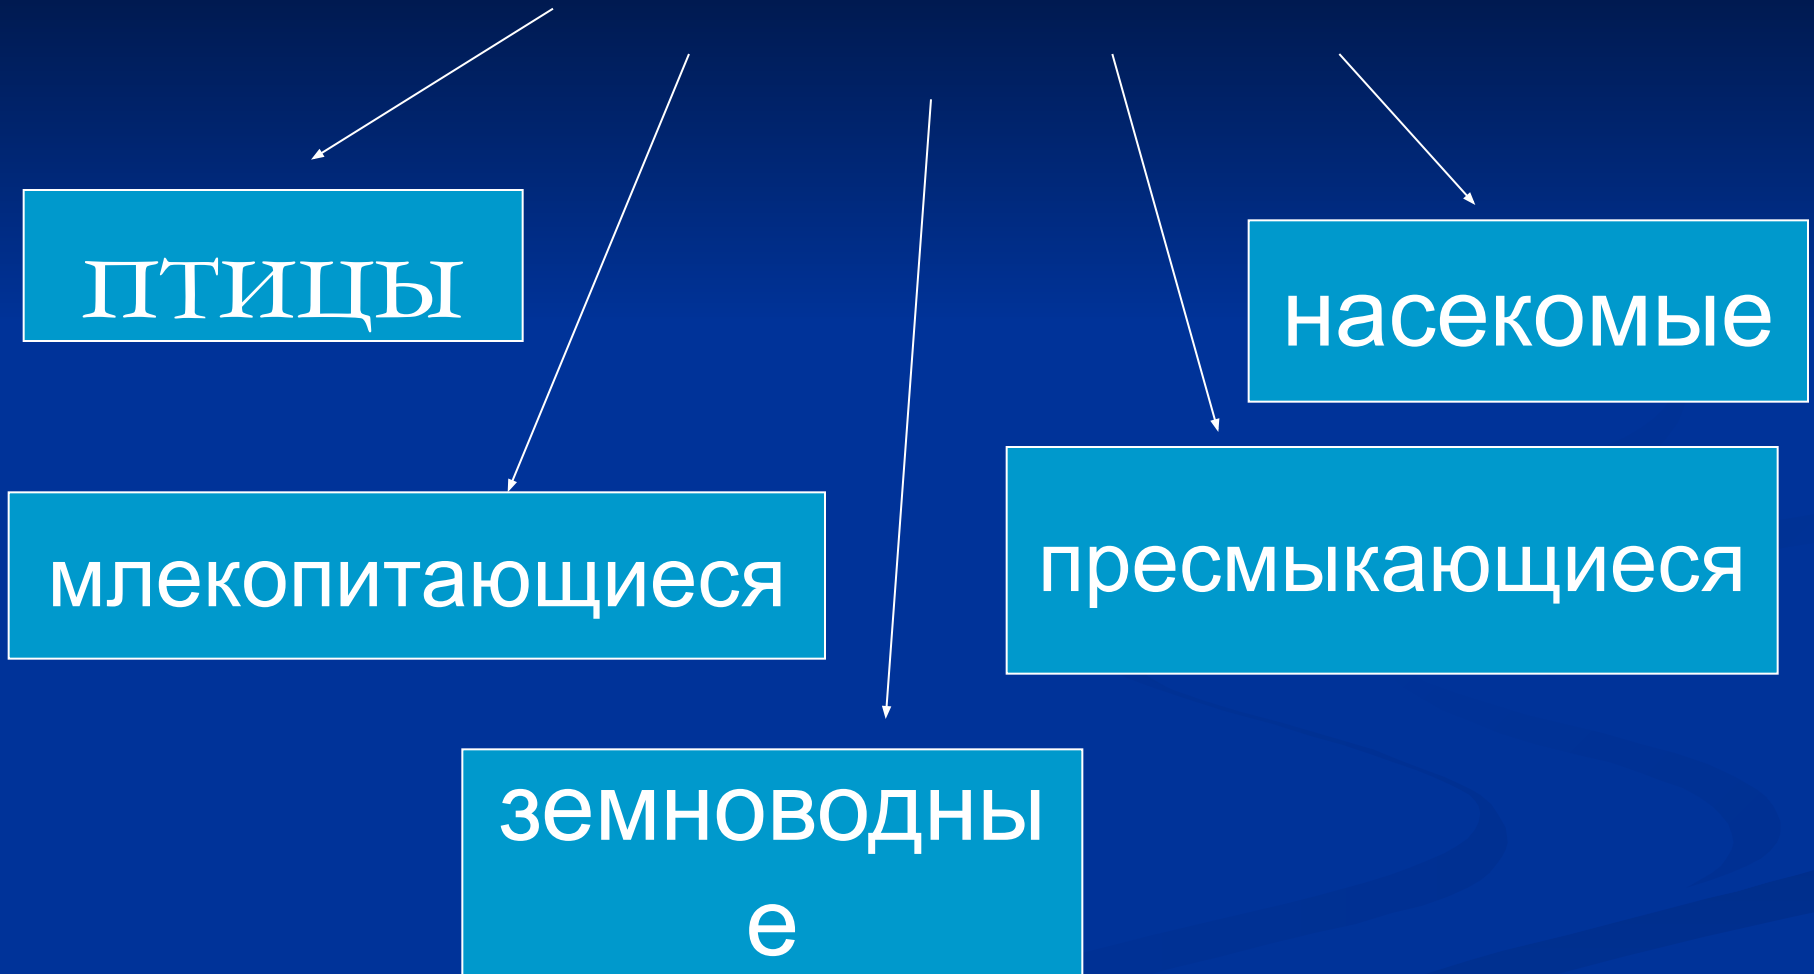 птицы
насекомые
млекопитающиеся
пресмыкающиеся
земноводны
е